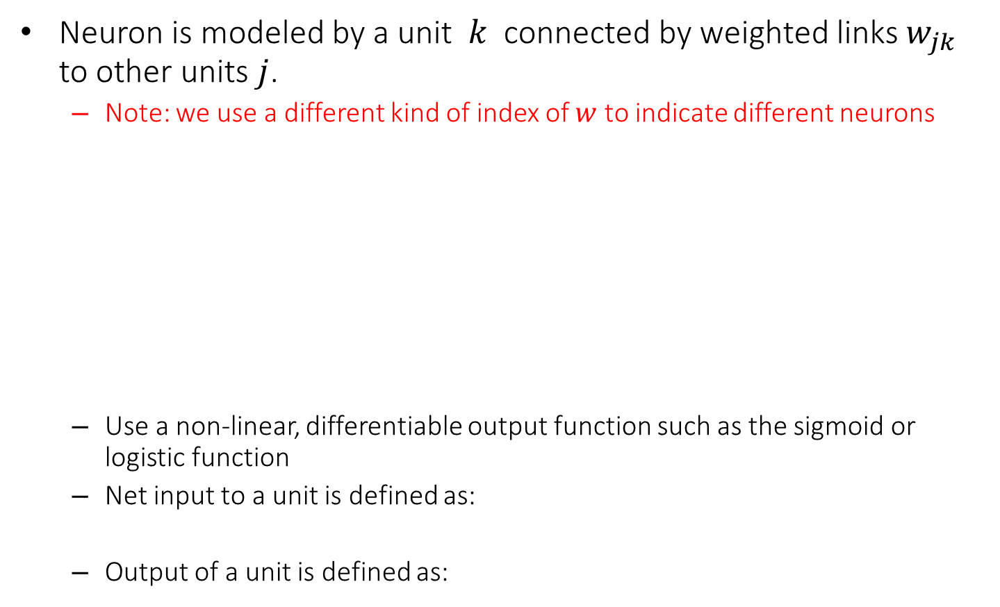 • Neuron is modeled by a unit k connected by weighted links w_{jk}
to other units j.
– Note: we use a different kind of index of w to indicate different neurons
– Use a non-linear, differentiable output function such as the sigmoid or
logistic function
– Net input to a unit is defined as:
– Output of a unit is defined as: